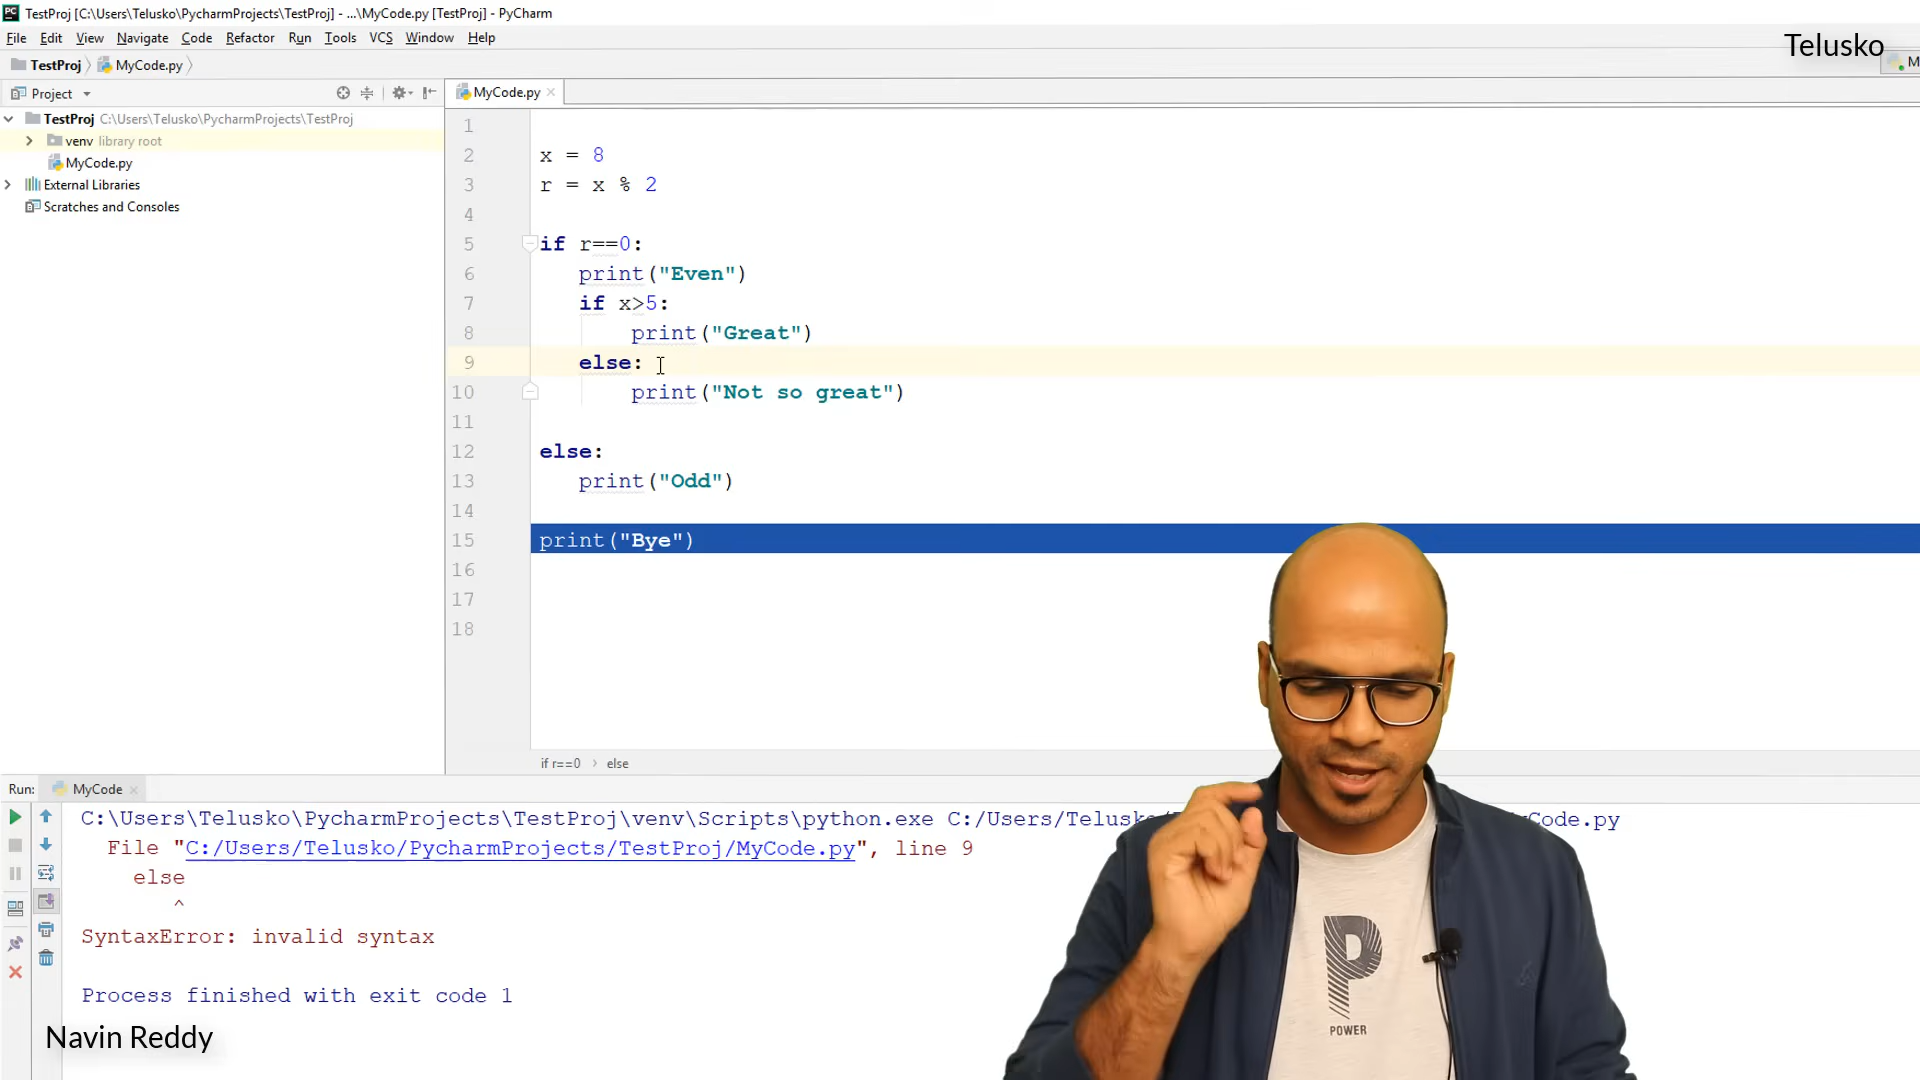 TestProj [C:\Users\Telusko\PycharmProjects\TestProj] - ...\MyCode.py [TestProj] - PyCharm
File Edit View Navigate Code Refactor Run Tools VCS Window Help
Telusko
TestProj MyCode.py
M
Project
MyCode.py
TestProj C:\Users\Telusko\PycharmProjects\TestProj
venv library root
MyCode.py
External Libraries
Scratches and Consoles
1
2 x = 8
3 r = x % 2
4
5 if r==0:
6 print("Even")
7 if x>5:
8 print("Great")
9 else:
10 print("Not so great")
11
12 else:
13 print("Odd")
14
15 print("Bye")
16
17
18
if r==0 else
Run: MyCode
C:\Users\Telusko\PycharmProjects\TestProj\venv\Scripts\python.exe C:/Users/Telusko Code.py
File "C:/Users/Telusko/PycharmProjects/TestProj/MyCode.py", line 9
else
^
SyntaxError: invalid syntax
Process finished with exit code 1
Navin Reddy
P
POWER